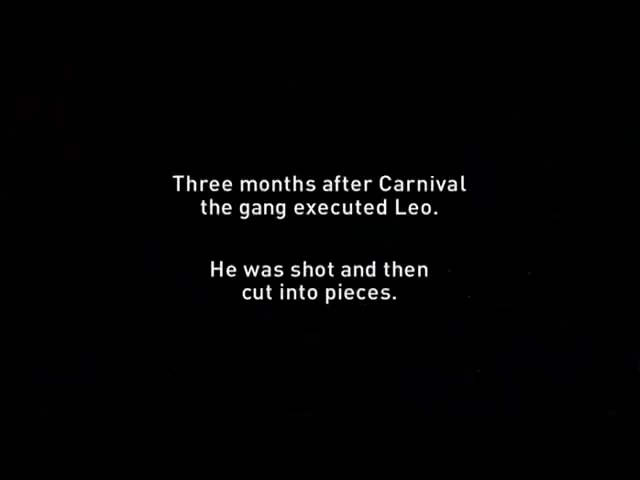 Three months after Carnival
the gang executed Leo.
He was shot and then
cut into pieces.